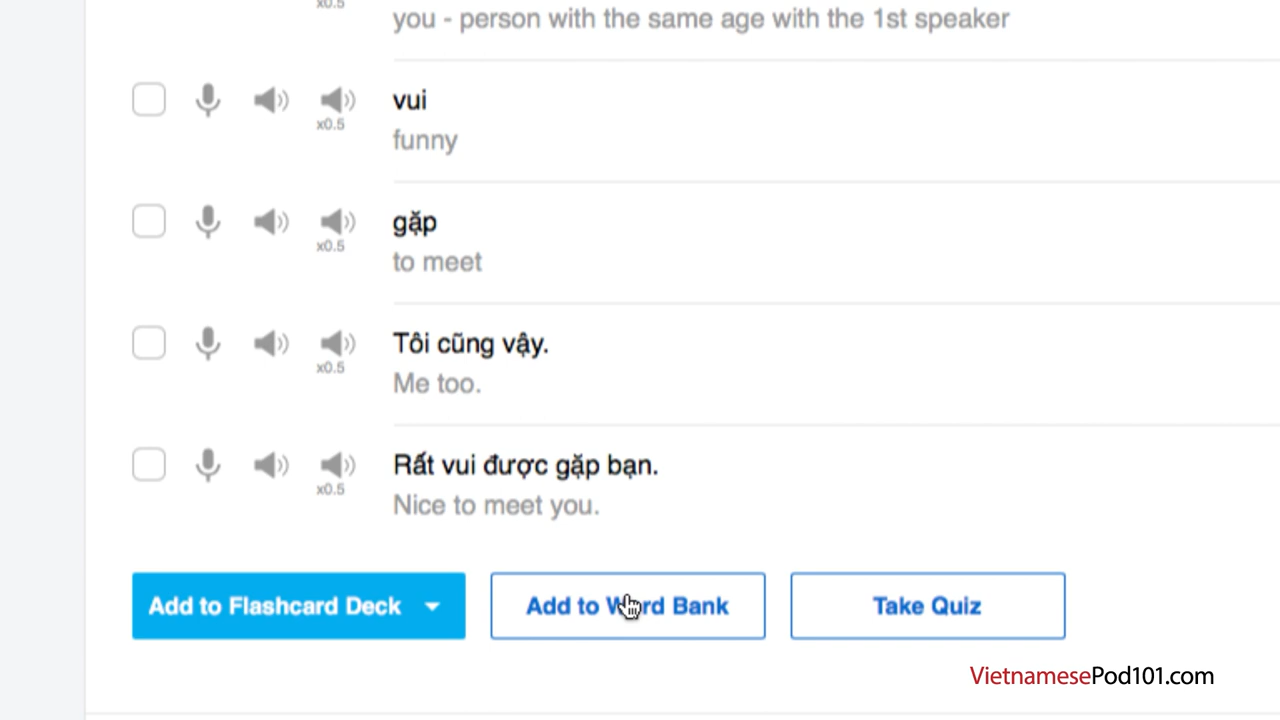 x0.5
you - person with the same age with the 1st speaker
vui
x0.5
funny
gặp
x0.5
to meet
Tôi cũng vậy.
x0.5
Me too.
Rất vui được gặp bạn.
x0.5
Nice to meet you.
Add to Flashcard Deck
Add to Word Bank
Take Quiz
VietnamesePod101.com